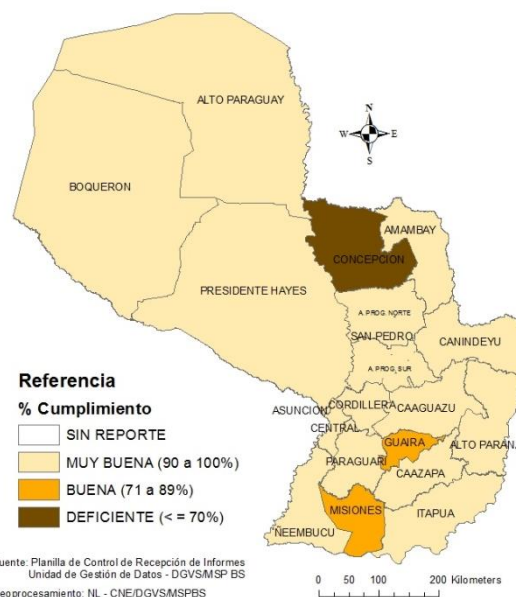 ALTO PARAGUAY
N
W E
S
BOQUERON
AMAMBAY
CONCEPCION
PRESIDENTE HAYES
A. PROG. NORTE
SAN PEDRO
CANINDEYU
A. PROG. SUR
Referencia
% Cumplimiento
SIN REPORTE
MUY BUENA (90 a 100%)
BUENA (71 a 89%)
DEFICIENTE (< = 70%)
ASUNCION
CORDILLERA
CENTRAL
CAAGUAZU
GUAIRA
ALTO PARANA
PARAGUARI
CAAZAPA
MISIONES
ITAPUA
ÑEEMBUCU
uente: Planilla de Control de Recepción de Informes
Unidad de Gestión de Datos - DGVS/MSP BS
eoprocesamiento: NL - CNE/DGVS/MSPBS
0 50 100 200 Kilometers